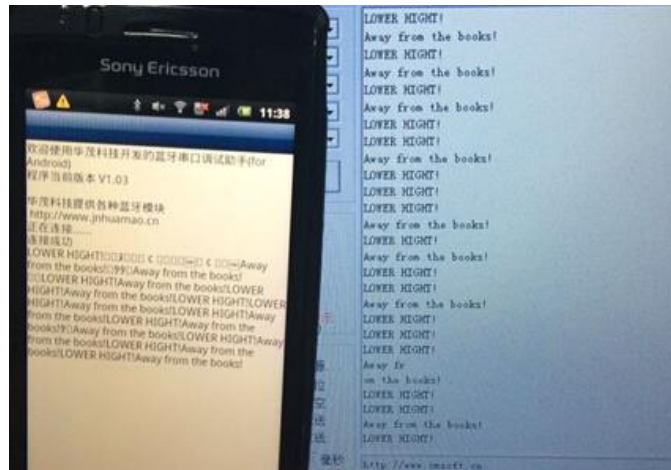 Sony Ericsson
11:38
欢迎使用华茂科技开发的蓝牙串口调试助手(for
Android)
程序当前版本 V1.03
华茂科技提供各种蓝牙模块
http://www.jnhuamao.cn
正在连接......
连接成功
LOWER HIGHT! Away
from the books! 99 Away from the books!
LOWER HIGHT!Away from the books!LOWER
HIGHT!Away from the books!LOWER HIGHT!LOWER
HIGHT!Away from the books!LOWER HIGHT!Away
from the books!LOWER HIGHT!Away from the
books!9 Away from the books!LOWER HIGHT!Away
from the books!LOWER HIGHT!Away from the
books!LOWER HIGHT!Away from the books!
LOWER HIGHT!
Away from the books!
LOWER HIGHT!
Away from the books!
LOWER HIGHT!
Away from the books!
LOWER HIGHT!
LOWER HIGHT!
Away from the books!
LOWER HIGHT!
LOWER HIGHT!
LOWER HIGHT!
Away from the books!
LOWER HIGHT!
Away from the books!
LOWER HIGHT!
LOWER HIGHT!
Away from the books!
LOWER HIGHT!
LOWER HIGHT!
LOWER HIGHT!
Away fr
om the books!
LOWER HIGHT!
LOWER HIGHT!
Away from the books!
LOWER HIGHT!
示
位
空
送
送
毫秒